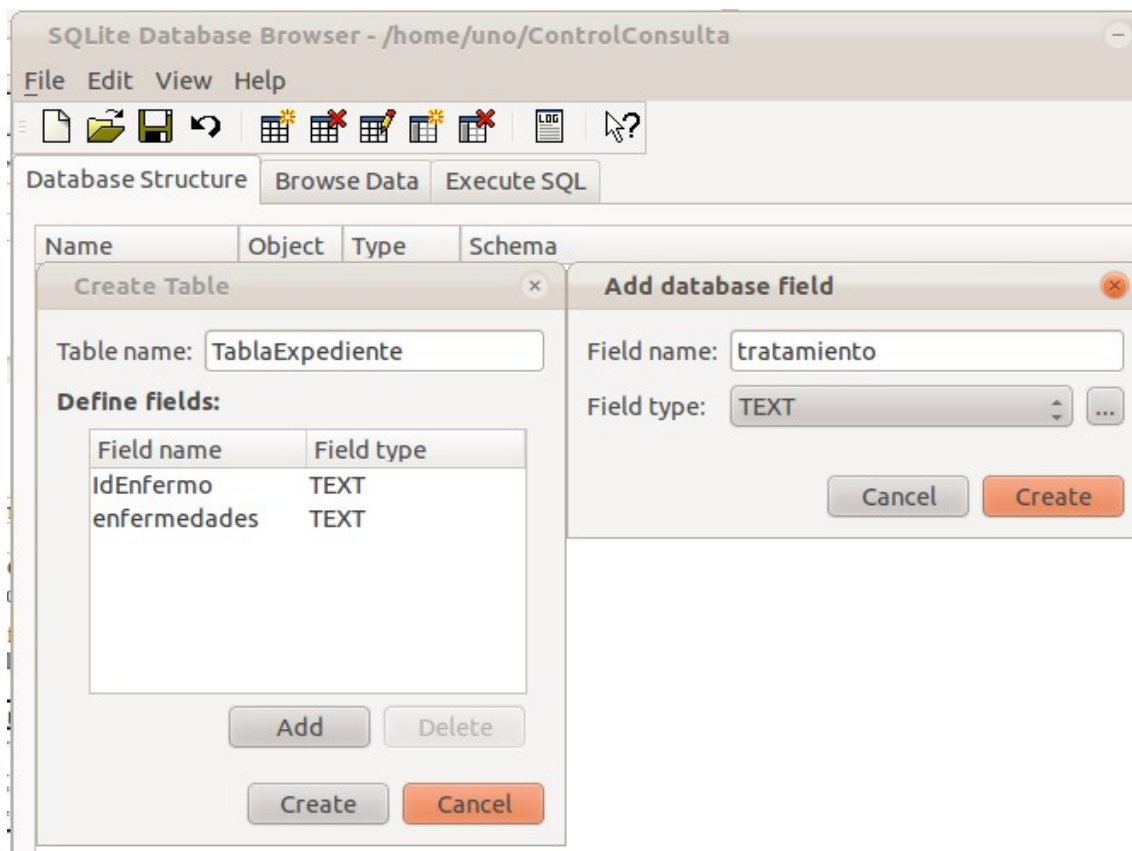 SQLite Database Browser - /home/uno/ControlConsulta
File Edit View Help
LOG
?
Database Structure Browse Data Execute SQL
Name Object Type Schema
Create Table
Table name: TablaExpediente
Define fields:
Field name Field type
IdEnfermo TEXT
enfermedades TEXT
Add Delete
Create Cancel
Add database field
Field name: tratamiento
Field type: TEXT ...
Cancel Create